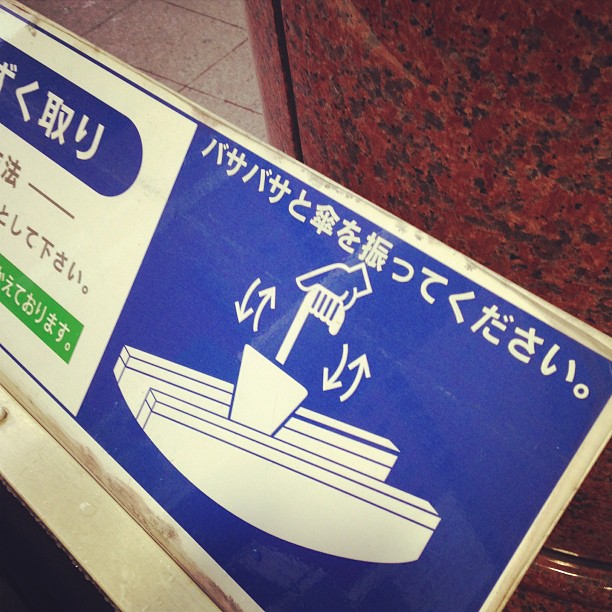 ずく取り
法
として下さい。
えております。
バサバサと傘を振ってください。